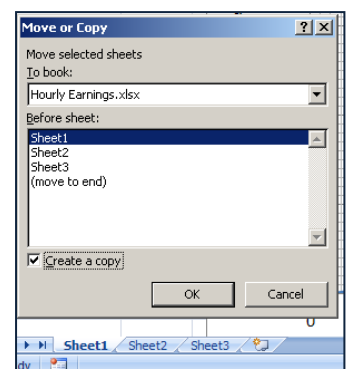 Move or Copy
Move selected sheets
To book:
Hourly Earnings.xlsx
Before sheet:
Sheet1
Sheet2
Sheet3
(move to end)
Create a copy
OK Cancel
0
Sheet1 Sheet2 Sheet3
dy